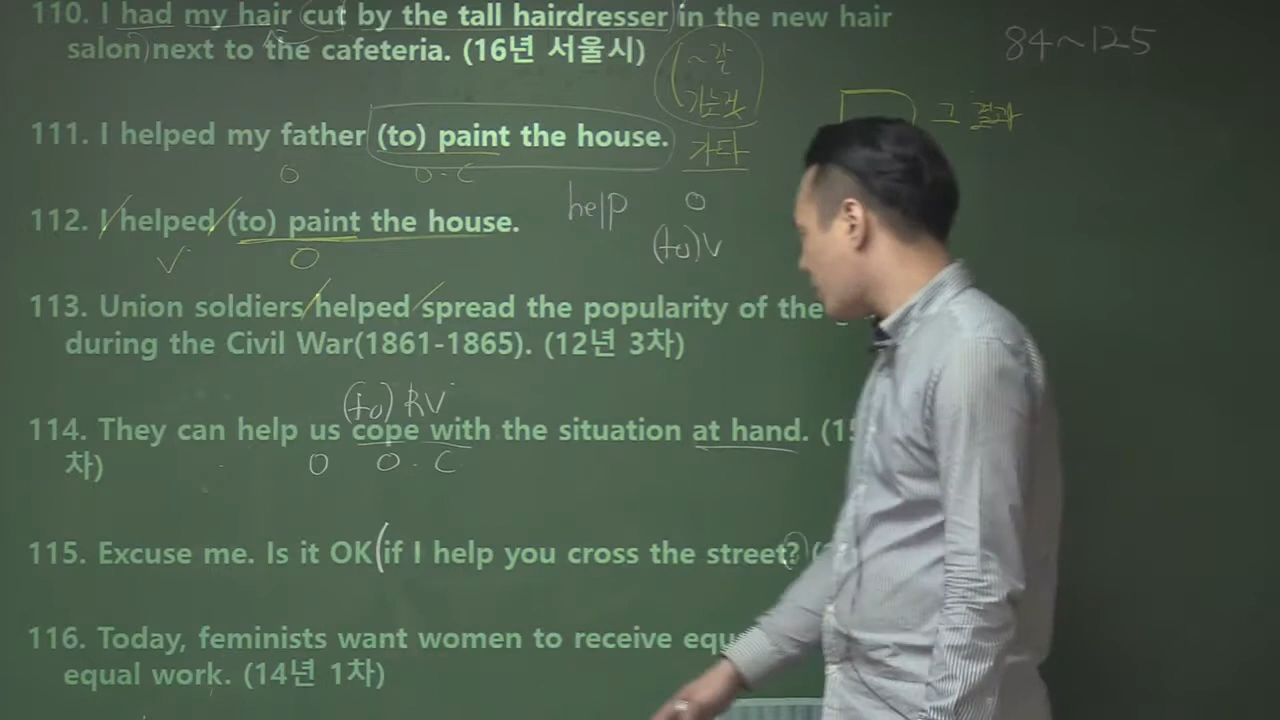 110. I had my hair cut by the tall hairdresser in the new hair
salon next to the cafeteria. (16년 서울시)
84~125
~할
가는것
그 결과
111. I helped my father (to) paint the house.
가타
O O·C
help O
(to)V
112. I helped (to) paint the house.
V O
113. Union soldiers helped spread the popularity of the
during the Civil War(1861-1865). (12년 3차)
(to) RV
114. They can help us cope with the situation at hand.
차)
O O·C
115. Excuse me. Is it OK (if I help you cross the street?
116. Today, feminists want women to receive
equal work. (14년 1차)